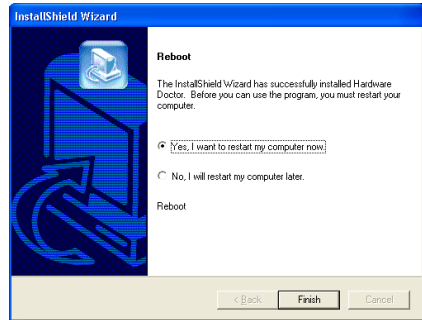 InstallShield Wizard
Reboot
The InstallShield Wizard has successfully installed Hardware
Doctor. Before you can use the program, you must restart your
computer.
Yes, I want to restart my computer now.
No, I will restart my computer later.
Reboot
< Back
Finish
Cancel